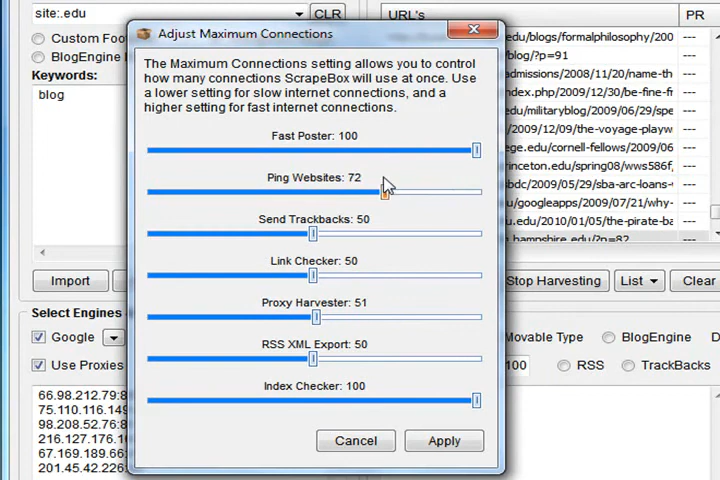 site:.edu
CLR
URL's
PR
Custom Foo
BlogEngine
Keywords:
blog
Adjust Maximum Connections
The Maximum Connections setting allows you to control
how many connections ScrapeBox will use at once. Use
a lower setting for slow internet connections, and a
higher setting for fast internet connections.
Fast Poster: 100
Ping Websites: 72
Send Trackbacks: 50
Link Checker: 50
Proxy Harvester: 51
RSS XML Export: 50
Index Checker: 100
Cancel
Apply
.edu/blogs/formalphilosophy/200 ---
edu/blog/?p=91 ---
admissions/2008/11/20/name-th ---
index.php/2009/12/30/be-fine-fr ---
edu/militaryblog/2009/06/29/spe ---
edu/2009/12/09/the-voyage-playw ---
ege.edu/cornell-fellows/2009/06 ---
rinceton.edu/spring08/wws586f, ---
sbdc/2009/05/29/sba-arc-loans- ---
edu/googleapps/2009/07/21/why- ---
u.edu/2010/01/05/the-pirate-ba ---
u.hampshire.edu/?p=82 ---
Import
Stop Harvesting
List
Clear
Select Engines
Google
Use Proxies
Movable Type
BlogEngine
D
100
RSS
TrackBacks
66.98.212.79:8
75.110.116.149
98.208.52.76:8
216.127.176.10
67.169.189.66:
201.45.42.226: